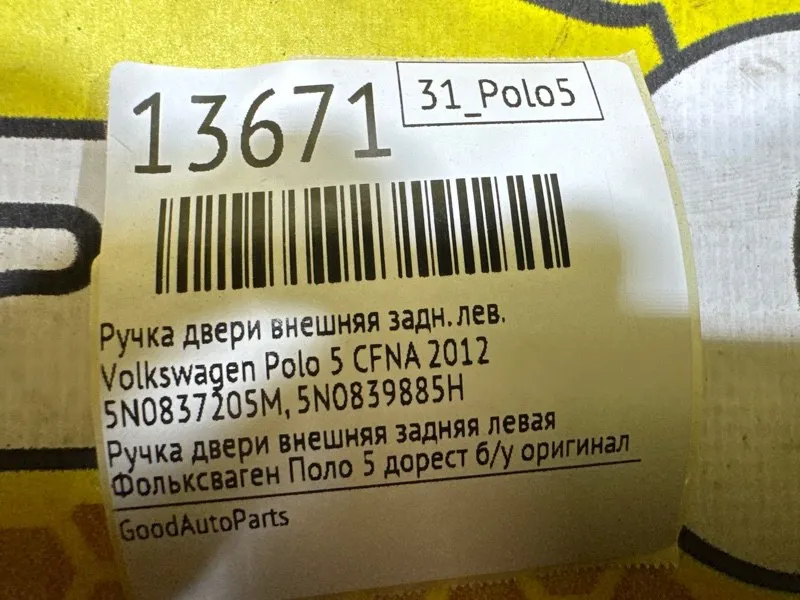 13671
31_Polo5
Ручка двери внешняя задн. лев.
Volkswagen Polo 5 CFNA 2012
5N0837205M, 5N0839885H
Ручка двери внешняя задняя левая
Фольксваген Поло 5 дорест б/у оригинал
GoodAutoParts